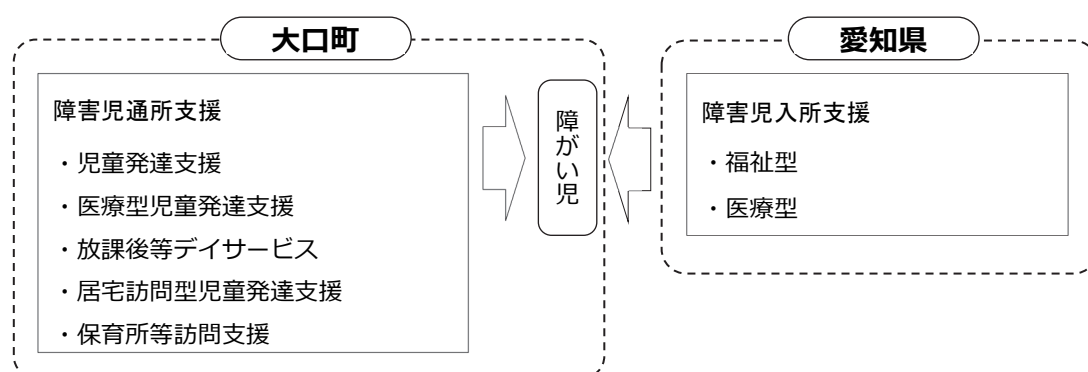 大口町
障害児通所支援
・児童発達支援
・医療型児童発達支援
・放課後等デイサービス
・居宅訪問型児童発達支援
・保育所等訪問支援
障がい児
愛知県
障害児入所支援
・福祉型
・医療型